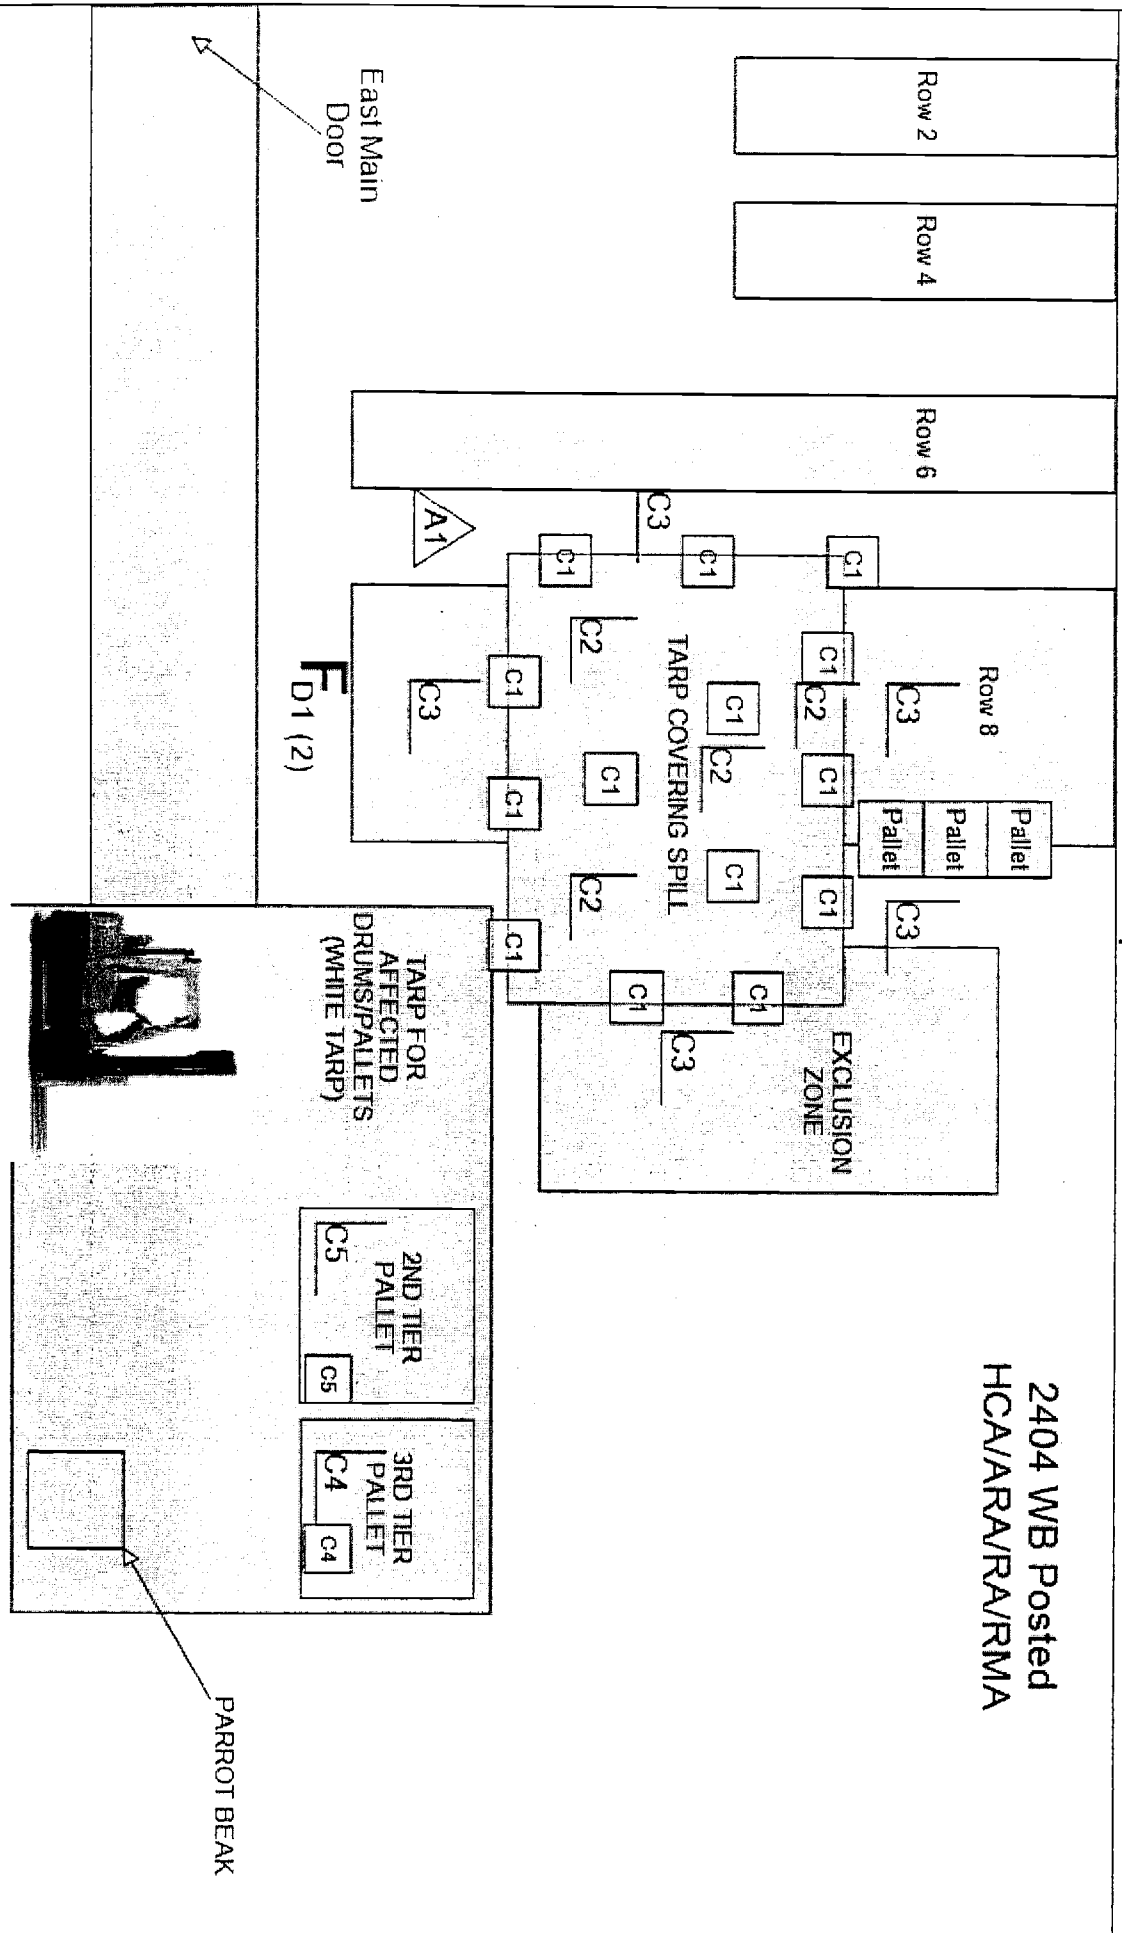 2404 WB Posted
HCA/ARA/RA/RMA
Row 2
Row 4
Row 6
Row 8
Pallet
Pallet
Pallet
C3
C3
C1
C1
C1
C1
C2
EXCLUSION
ZONE
C1
C1
C1
C1
C2
C3
TARP COVERING SPILL
C3
C1
C1
C1
C2
C2
C1
C1
C1
A1
C3
D1 (2)
East Main
Door
TARP FOR
AFFECTED
DRUMS/PALLETS
(WHITE TARP)
2ND TIER
PALLET
C5
C5
3RD TIER
PALLET
C4
C4
PARROT BEAK